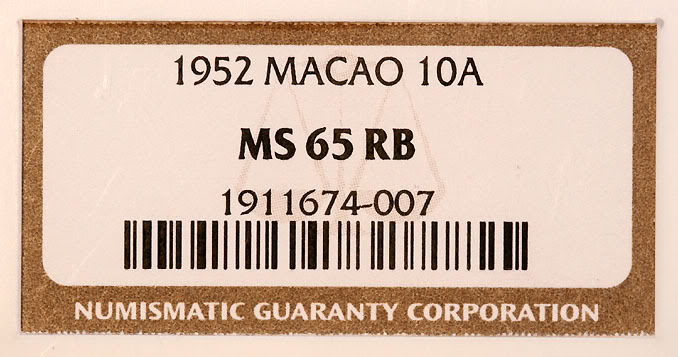 1952 MACAO 10A
MS 65 RB
1911674-007
NUMISMATIC GUARANTY CORPORATION